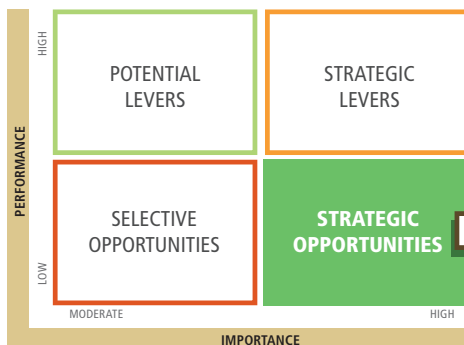 HIGH
POTENTIAL
LEVERS
STRATEGIC
LEVERS
PERFORMANCE
SELECTIVE
OPPORTUNITIES
STRATEGIC
OPPORTUNITIES
LOW
MODERATE
HIGH
IMPORTANCE